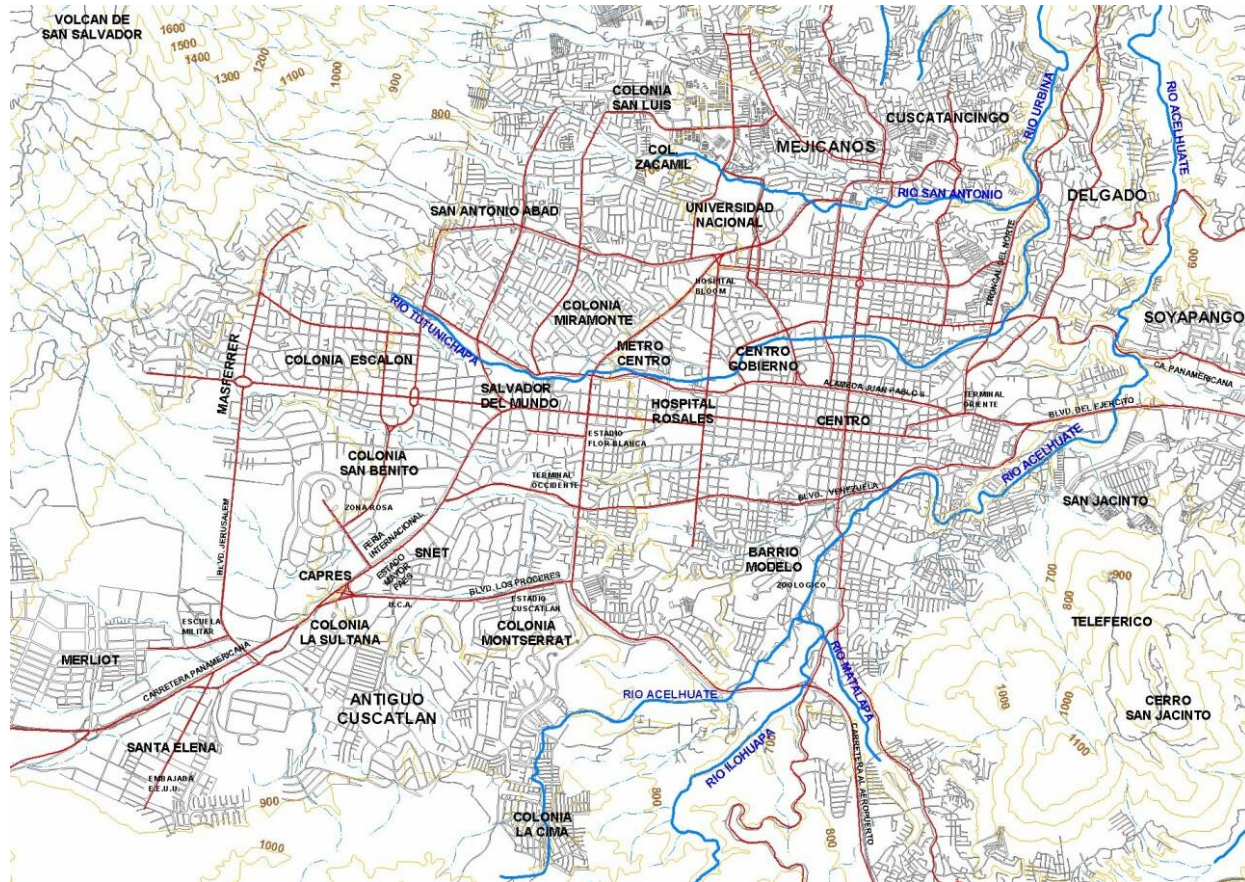 VOLCAN DE
SAN SALVADOR
1600
1500
1400
1300
1200
1100
1000
900
800
COLONIA
SAN LUIS
COL.
ZACAMIL
CUSCATANCINGO
MEJICANOS
RIO URBINA
RIO ACELHUATE
RIO SAN ANTONIO
DELGADO
SAN ANTONIO ABAD
UNIVERSIDAD
NACIONAL
TRONCAL DEL NORTE
600
HOSPITAL
BLOOM
RIO TUTUNICHAPA
COLONIA
MIRAMONTE
SOYAPANGO
MASFERRER
COLONIA ESCALON
METRO
CENTRO
CENTRO
GOBIERNO
CA. PANAMERICANA
SALVADOR
DEL MUNDO
HOSPITAL
ROSALES
ALAMEDA JUAN PABLO II
CENTRO
TERMINAL
ORIENTE
BLVD. DEL EJERCITO
ESTADIO
FLOR BLANCA
COLONIA
SAN BENITO
TERMINAL
OCCIDENTE
RIO ACELHUATE
BLVD. VENEZUELA
SAN JACINTO
ZONA ROSA
BLVD. JERUSALEM
FERIA
INTERNACIONAL
SNET
BARRIO
MODELO
ZOOLOGICO
CAPRES
ESTADO
MAYOR
BLVD. LOS PROCERES
U.C.A.
ESTADIO
CUSCATLAN
700
800
900
TELEFERICO
ESCUELA
MILITAR
COLONIA
LA SULTANA
COLONIA
MONTSERRAT
MERLIOT
CARRETERA PANAMERICANA
RIO MATALAPA
ANTIGUO
CUSCATLAN
RIO ACELHUATE
1000
1000
CERRO
SAN JACINTO
SANTA ELENA
RIO ILOHUAPA
700
1100
EMBAJADA
E.E.U.U.
CARRETERA AL AEROPUERTO
900
800
COLONIA
LA CIMA
800
1000